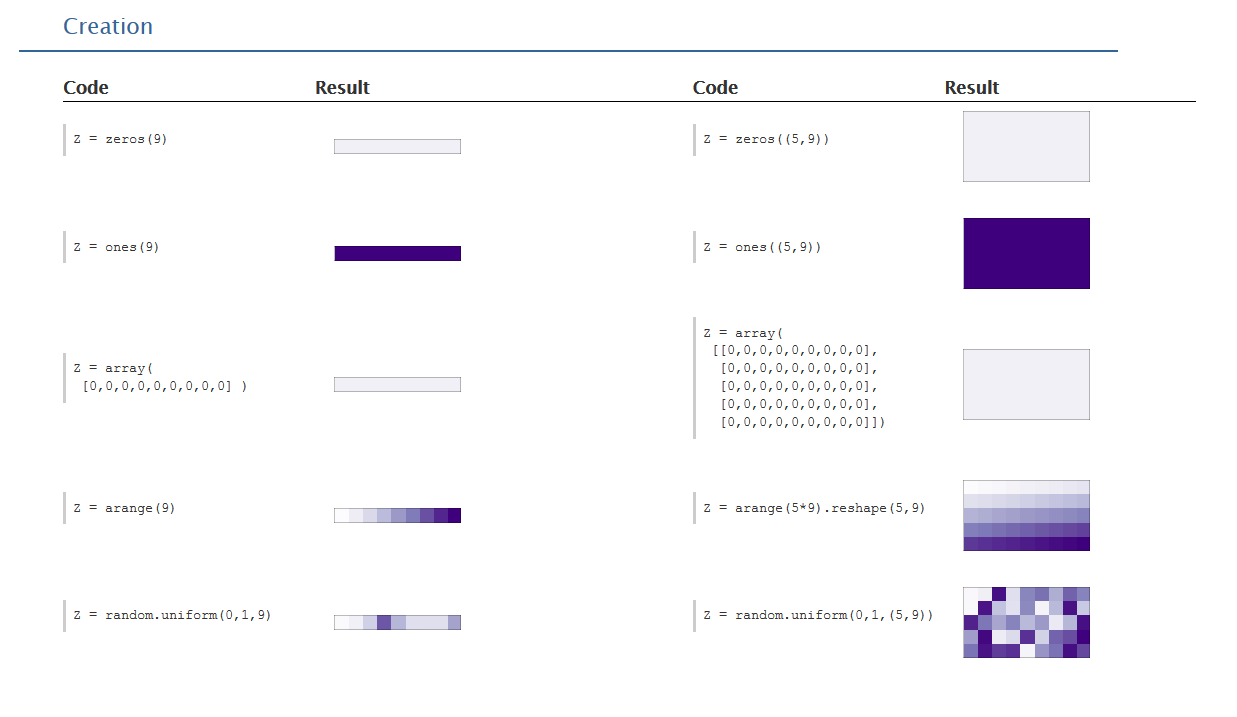 Creation
Code Result Code Result
Z = zeros(9)
Z = zeros((5,9))
Z = ones(9)
Z = ones((5,9))
Z = array(
[0,0,0,0,0,0,0,0,0] )
Z = array(
[[0,0,0,0,0,0,0,0,0],
[0,0,0,0,0,0,0,0,0],
[0,0,0,0,0,0,0,0,0],
[0,0,0,0,0,0,0,0,0],
[0,0,0,0,0,0,0,0,0]])
Z = arange(9)
Z = arange(5*9).reshape(5,9)
Z = random.uniform(0,1,9)
Z = random.uniform(0,1,(5,9))